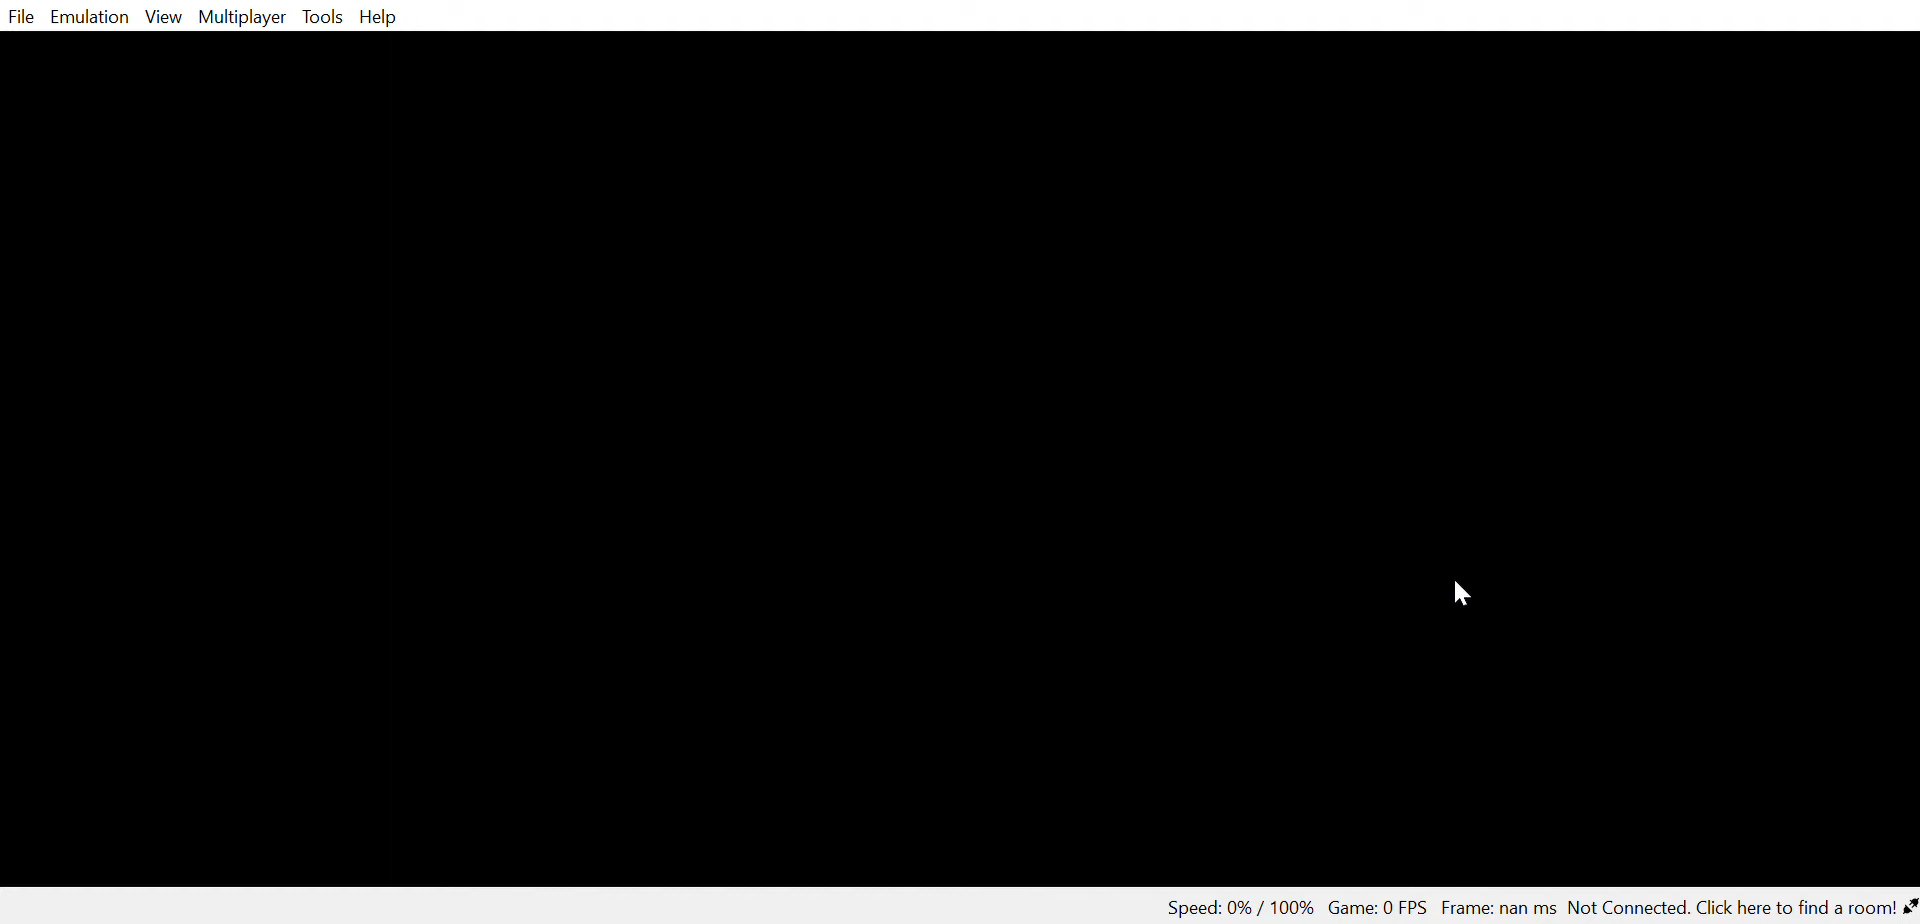 File Emulation View Multiplayer Tools Help
Speed: 0% / 100% Game: 0 FPS Frame: nan ms Not Connected. Click here to find a room!